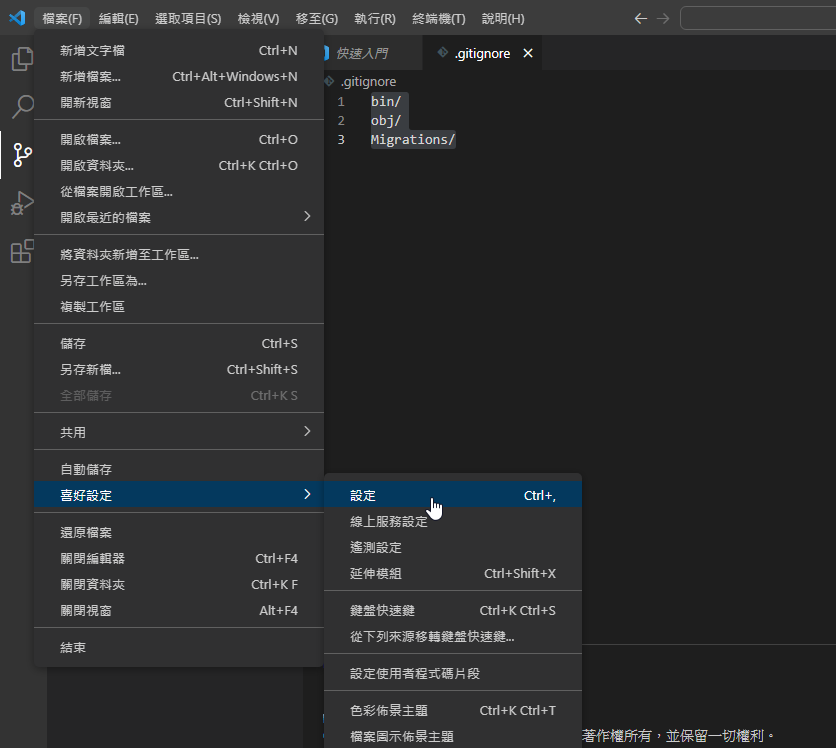 檔案(F) 編輯(E) 選取項目(S) 檢視(V) 移至(G) 執行(R) 終端機(T) 說明(H)
新增文字檔 Ctrl+N
新增檔案... Ctrl+Alt+Windows+N
開新視窗 Ctrl+Shift+N
開啟檔案... Ctrl+O
開啟資料夾... Ctrl+K Ctrl+O
從檔案開啟工作區...
開啟最近的檔案
將資料夾新增至工作區...
另存工作區為...
複製工作區
儲存 Ctrl+S
另存新檔... Ctrl+Shift+S
全部儲存 Ctrl+K S
共用
自動儲存
喜好設定
還原檔案
關閉編輯器 Ctrl+F4
關閉資料夾 Ctrl+K F
關閉視窗 Alt+F4
結束
快速入門 .gitignore
.gitignore
1 bin/
2 obj/
3 Migrations/
設定 Ctrl+,
線上服務設定
遙測設定
延伸模組 Ctrl+Shift+X
鍵盤快速鍵 Ctrl+K Ctrl+S
從下列來源移轉鍵盤快速鍵...
設定使用者程式碼片段
色彩佈景主題 Ctrl+K Ctrl+T
檔案圖示佈景主題
著作權所有，並保留一切權利。